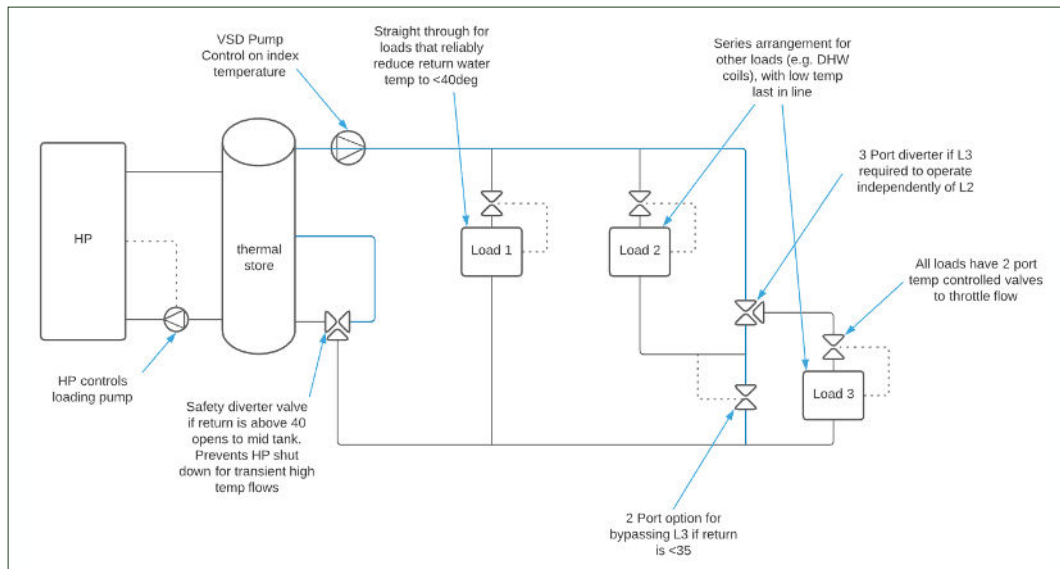 VSD Pump
Control on index
temperature
Straight through for
loads that reliably
reduce return water
temp to <40deg
Series arrangement for
other loads (e.g. DHW
coils), with low temp
last in line
3 Port diverter if L3
required to operate
independently of L2
HP
thermal
store
Load 1
Load 2
All loads have 2 port
temp controlled valves
to throttle flow
Load 3
HP controls
loading pump
Safety diverter valve
if return is above 40
opens to mid tank.
Prevents HP shut
down for transient high
temp flows
2 Port option for
bypassing L3 if return
is <35